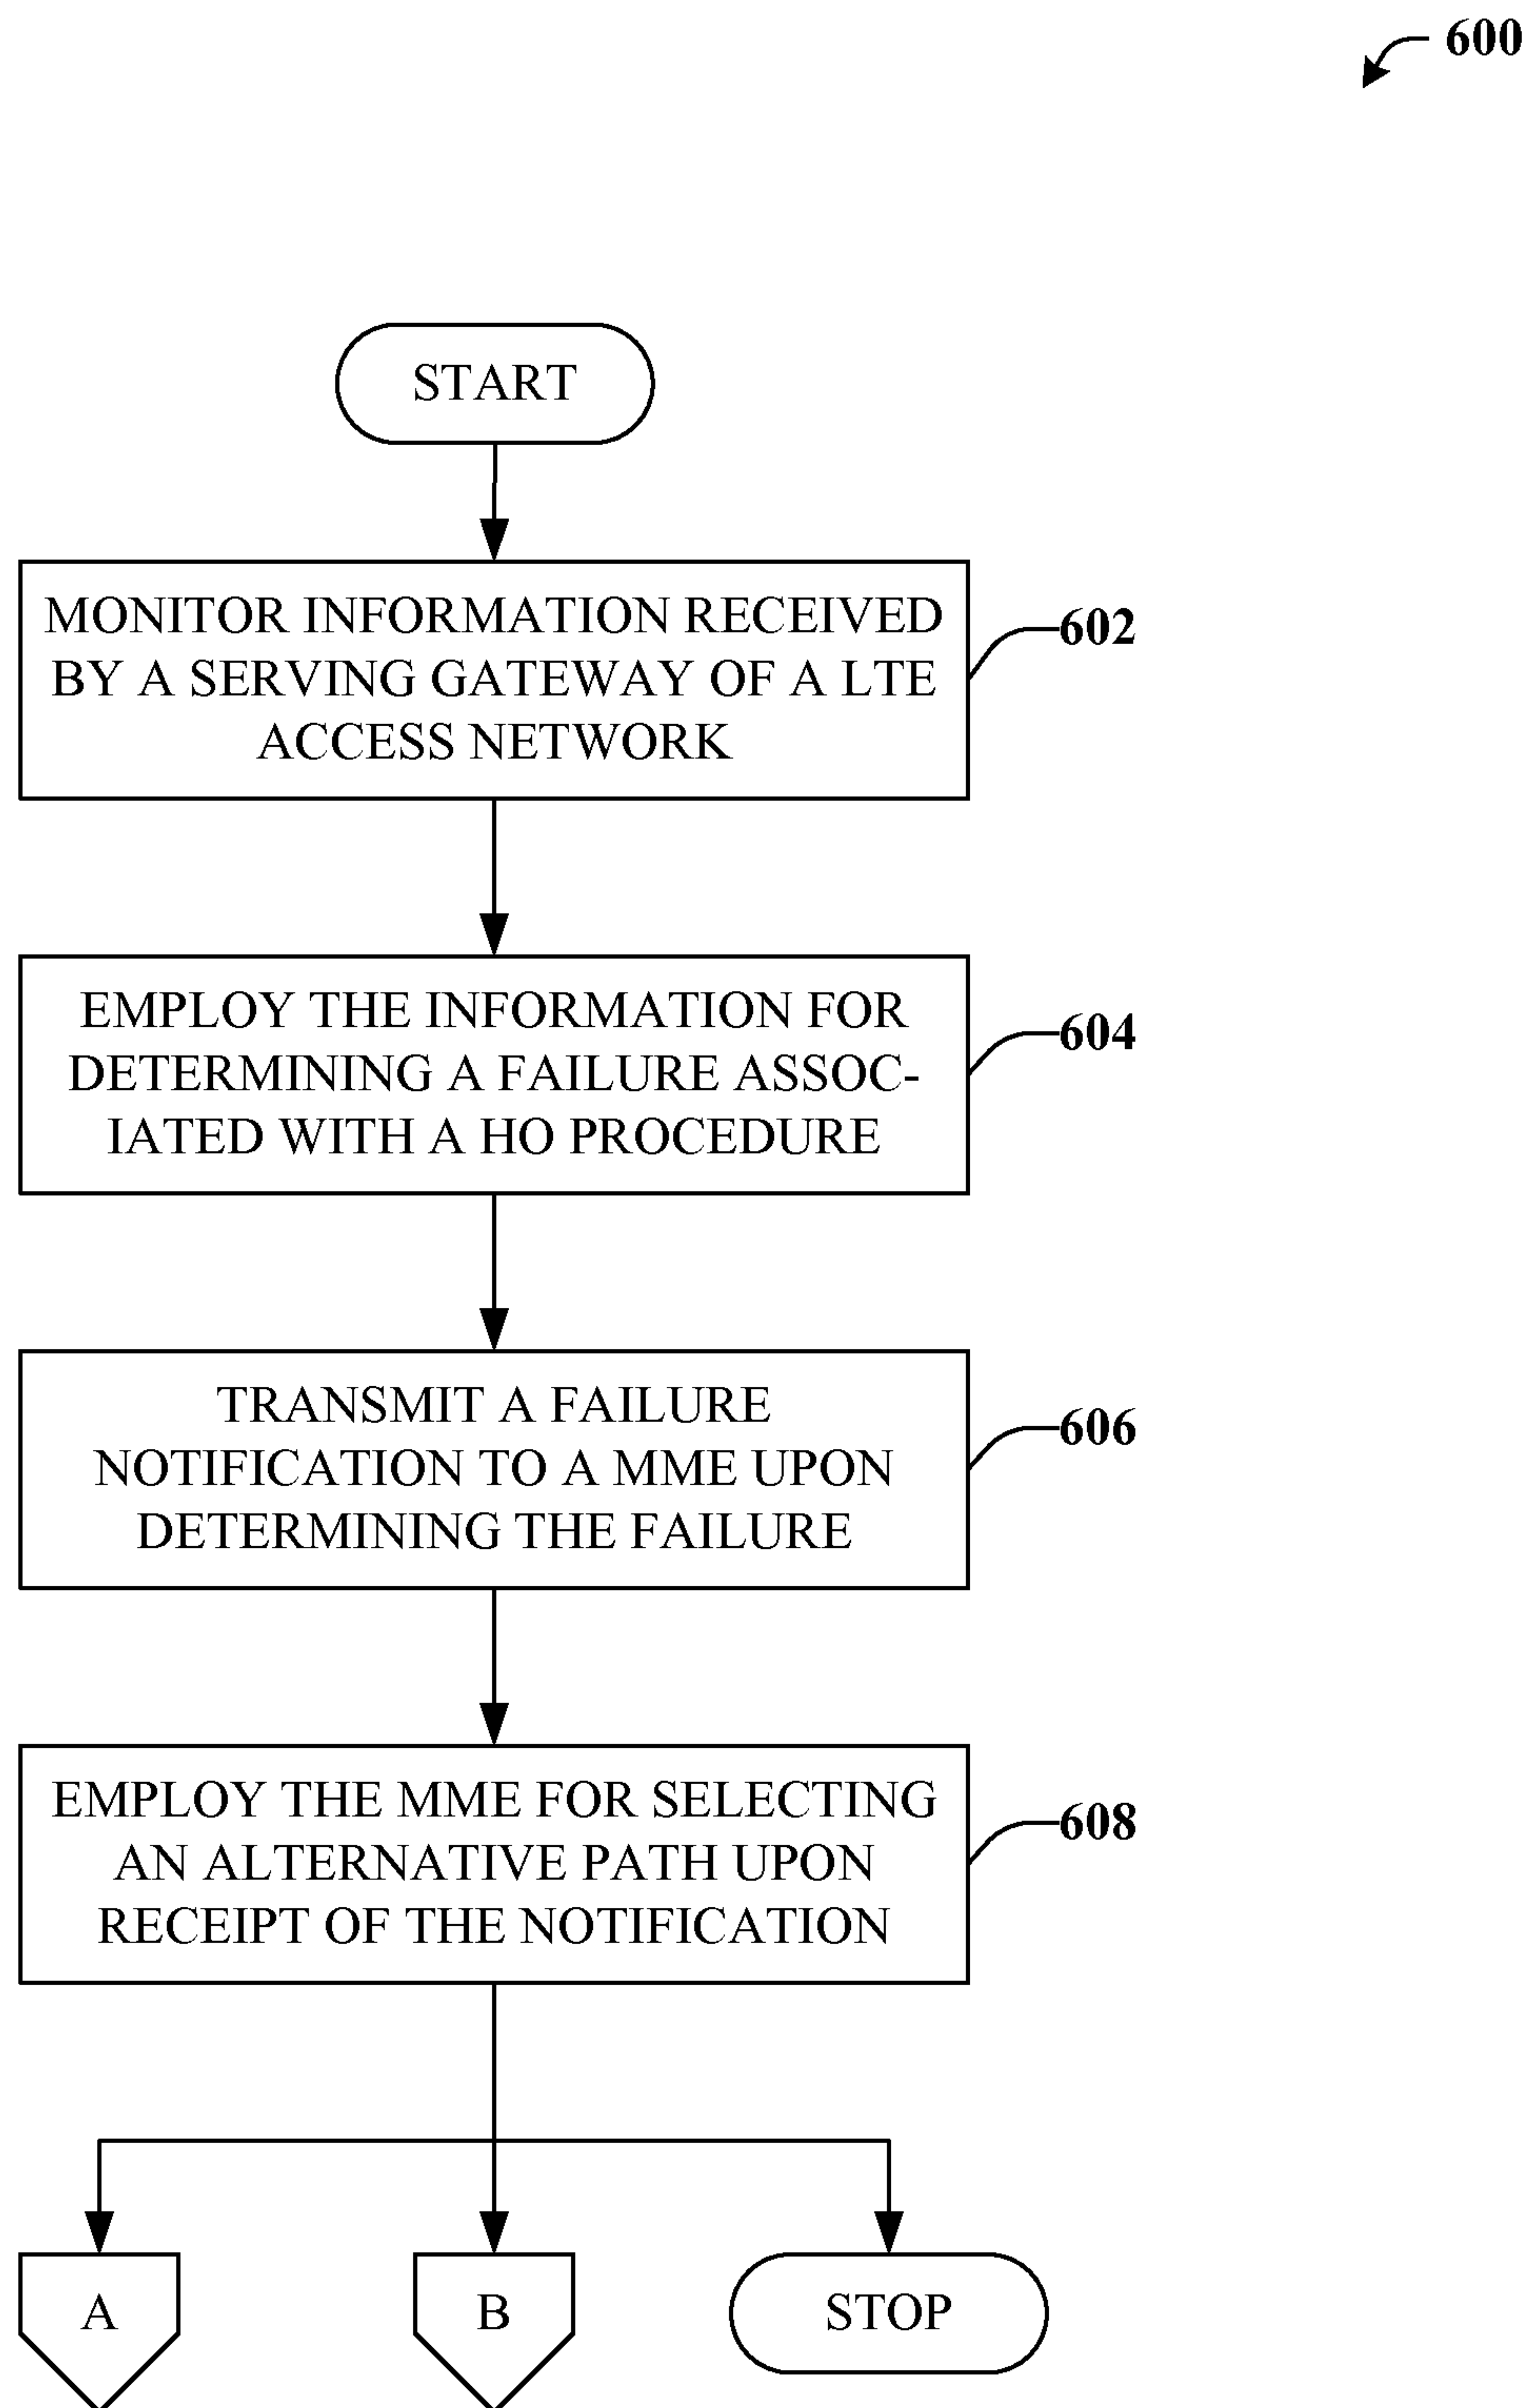 600
START
MONITOR INFORMATION RECEIVED
BY A SERVING GATEWAY OF A LTE
ACCESS NETWORK
602
EMPLOY THE INFORMATION FOR
DETERMINING A FAILURE ASSOC-
IATED WITH A HO PROCEDURE
604
TRANSMIT A FAILURE
NOTIFICATION TO A MME UPON
DETERMINING THE FAILURE
606
EMPLOY THE MME FOR SELECTING
AN ALTERNATIVE PATH UPON
RECEIPT OF THE NOTIFICATION
608
A
B
STOP